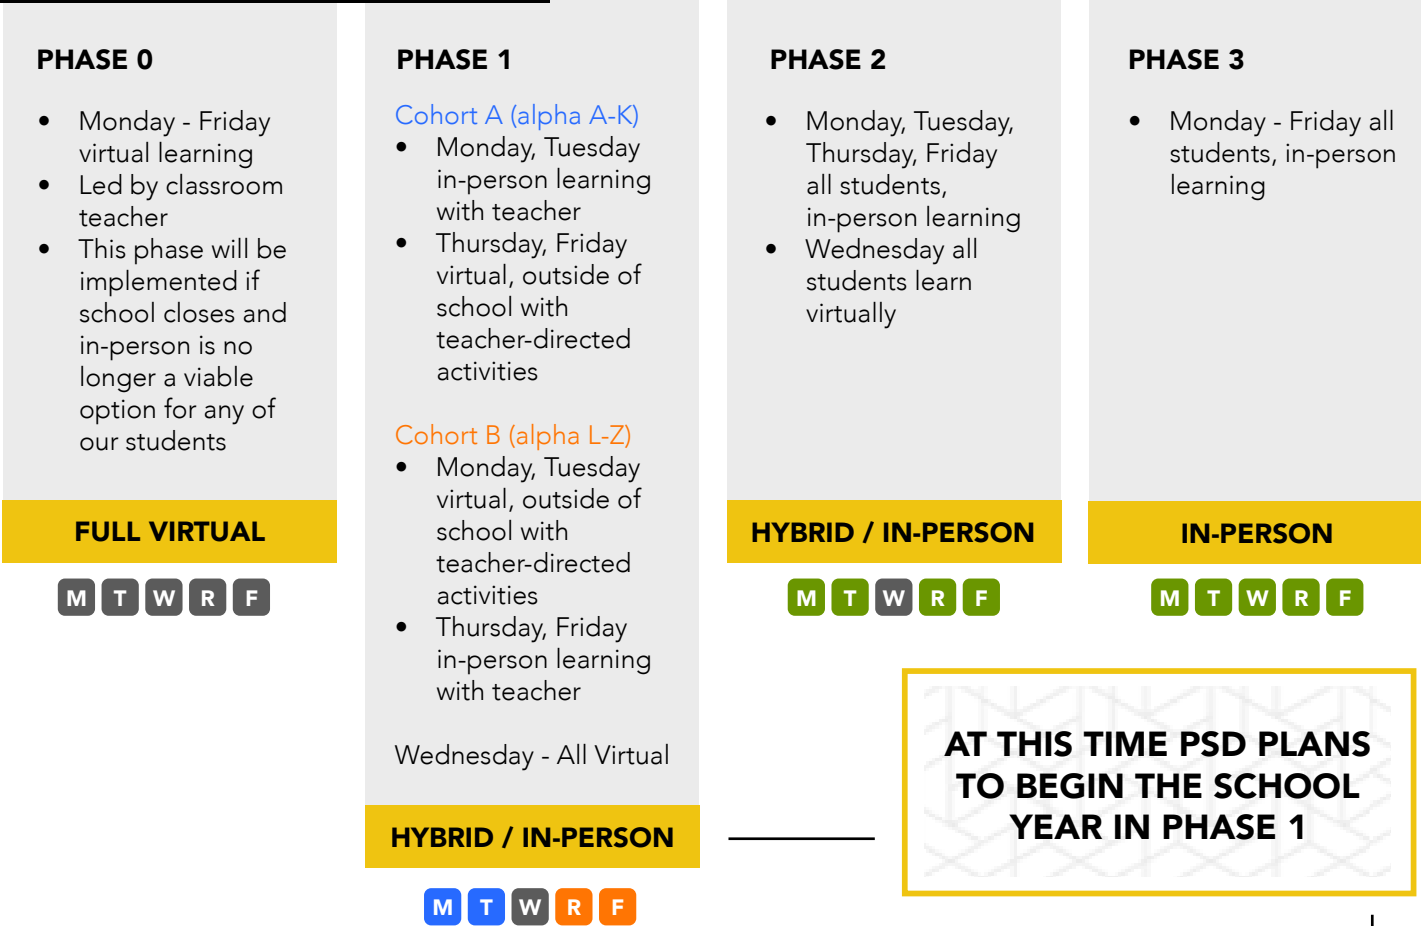 PHASE 0
• Monday - Friday
virtual learning
• Led by classroom
teacher
• This phase will be
implemented if
school closes and
in-person is no
longer a viable
option for any of
our students
FULL VIRTUAL
M T W R F
PHASE 1
Cohort A (alpha A-K)
• Monday, Tuesday
in-person learning
with teacher
• Thursday, Friday
virtual, outside of
school with
teacher-directed
activities
Cohort B (alpha L-Z)
• Monday, Tuesday
virtual, outside of
school with
teacher-directed
activities
• Thursday, Friday
in-person learning
with teacher
Wednesday - All Virtual
HYBRID / IN-PERSON
M T W R F
PHASE 2
• Monday, Tuesday,
Thursday, Friday
all students,
in-person learning
• Wednesday all
students learn
virtually
HYBRID / IN-PERSON
M T W R F
PHASE 3
• Monday - Friday all
students, in-person
learning
IN-PERSON
M T W R F
AT THIS TIME PSD PLANS
TO BEGIN THE SCHOOL
YEAR IN PHASE 1